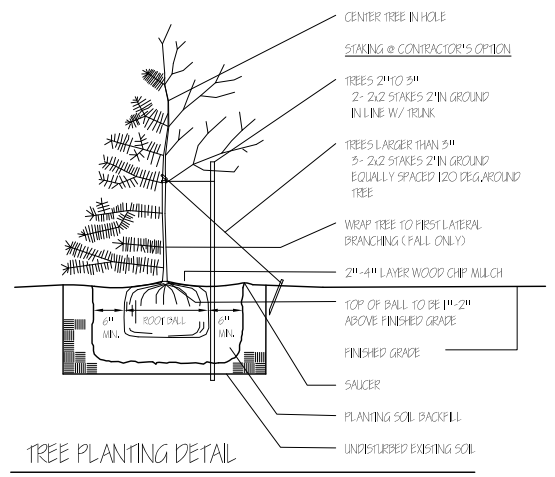 CENTER TREE IN HOLE
STAKING @ CONTRACTOR'S OPTION
TREES 2" TO 3"
2- 2x2 STAKES 2' IN GROUND
IN LINE W/ TRUNK
TREES LARGER THAN 3"
3- 2x2 STAKES 2' IN GROUND
EQUALLY SPACED 120 DEG. AROUND
TREE
WRAP TREE TO FIRST LATERAL
BRANCHING ( FALL ONLY)
2"-4" LAYER WOOD CHIP MULCH
TOP OF BALL TO BE 1"-2"
ABOVE FINISHED GRADE
FINISHED GRADE
SAUCER
PLANTING SOIL BACKFILL
UNDISTURBED EXISTING SOIL
6"
MIN.
ROOT BALL
6"
MIN.
TREE PLANTING DETAIL